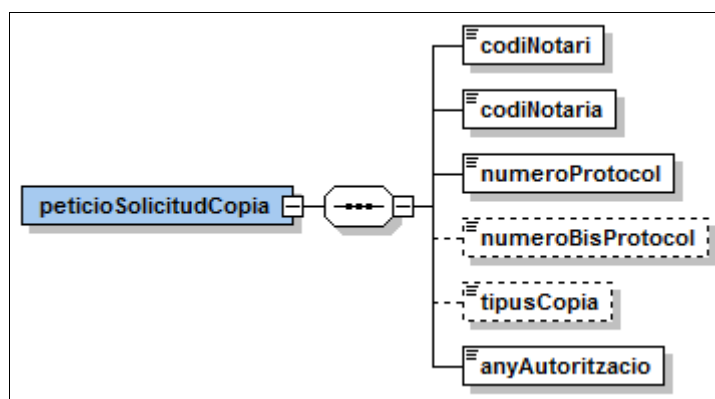 codiNotari
codiNotaria
numeroProtocol
peticioSolicitudCopia
numeroBisProtocol
tipusCopia
anyAutoritzacio